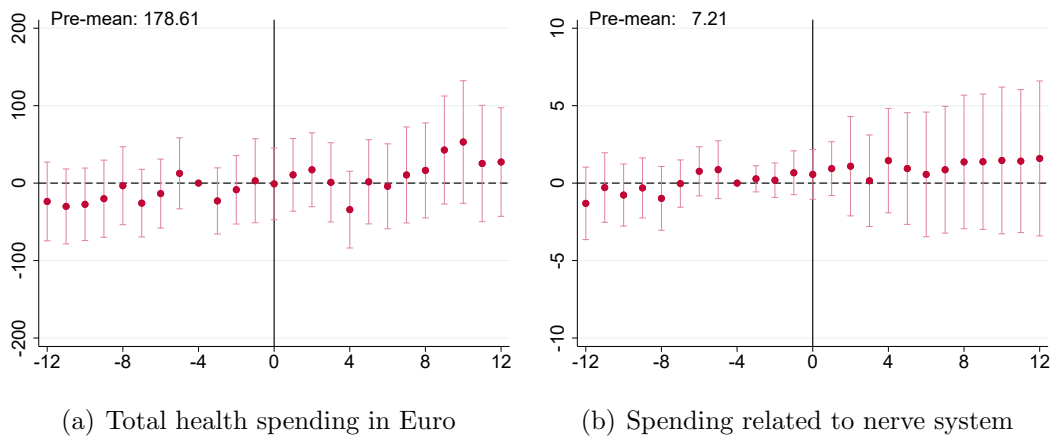 Pre-mean: 178.61
200
100
0
-100
-200
-12 -8 -4 0 4 8 12
(a) Total health spending in Euro
Pre-mean: 7.21
10
5
0
-5
-10
-12 -8 -4 0 4 8 12
(b) Spending related to nerve system